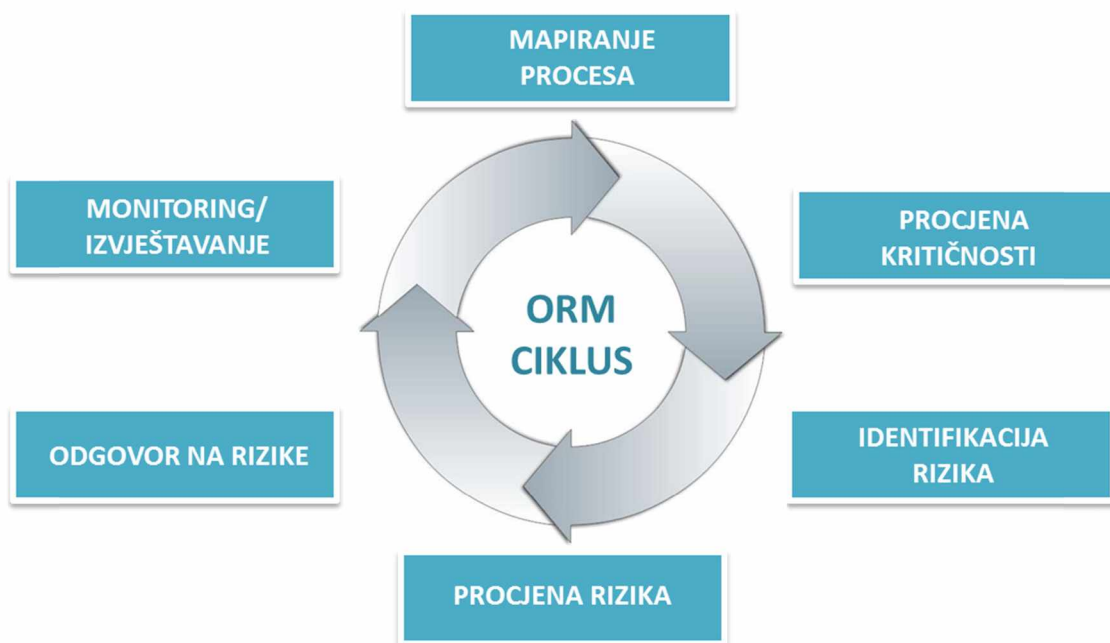 MAPIRANJE
PROCESA
MONITORING/
IZVJEŠTAVANJE
PROCJENA
KRITIČNOSTI
ORM
CIKLUS
ODGOVOR NA RIZIKE
IDENTIFIKACIJA
RIZIKA
PROCJENA RIZIKA